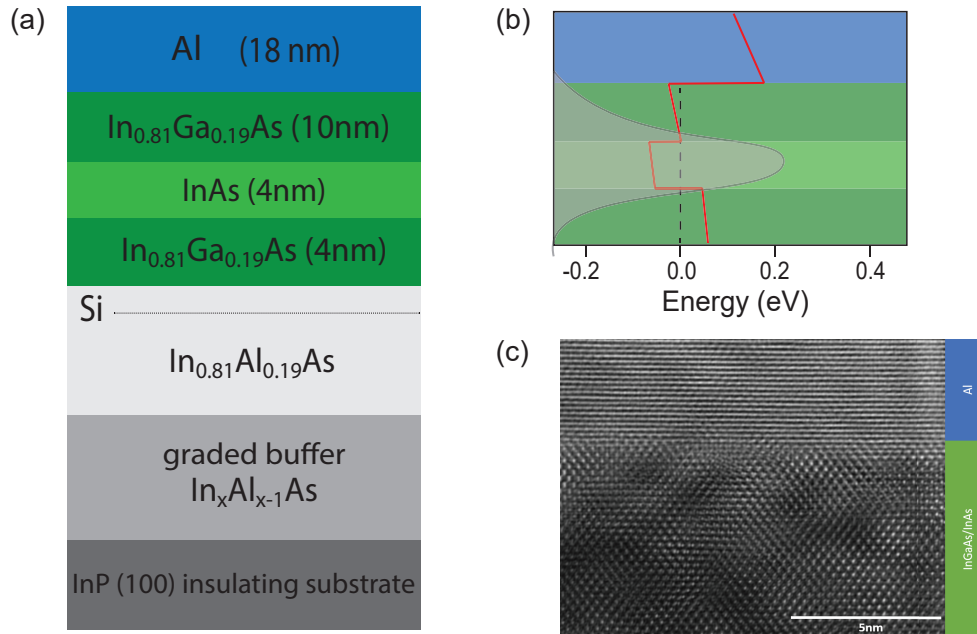 (a)
Al (18 nm)
In₀.₈₁Ga₀.₁₉As (10nm)
InAs (4nm)
In₀.₈₁Ga₀.₁₉As (4nm)
Si
In₀.₈₁Al₀.₁₉As
graded buffer
InₓAlₓ₋₁As
InP (100) insulating substrate
(b)
-0.2 0.0 0.2 0.4
Energy (eV)
(c)
Al
InGaAs/InAs
5nm